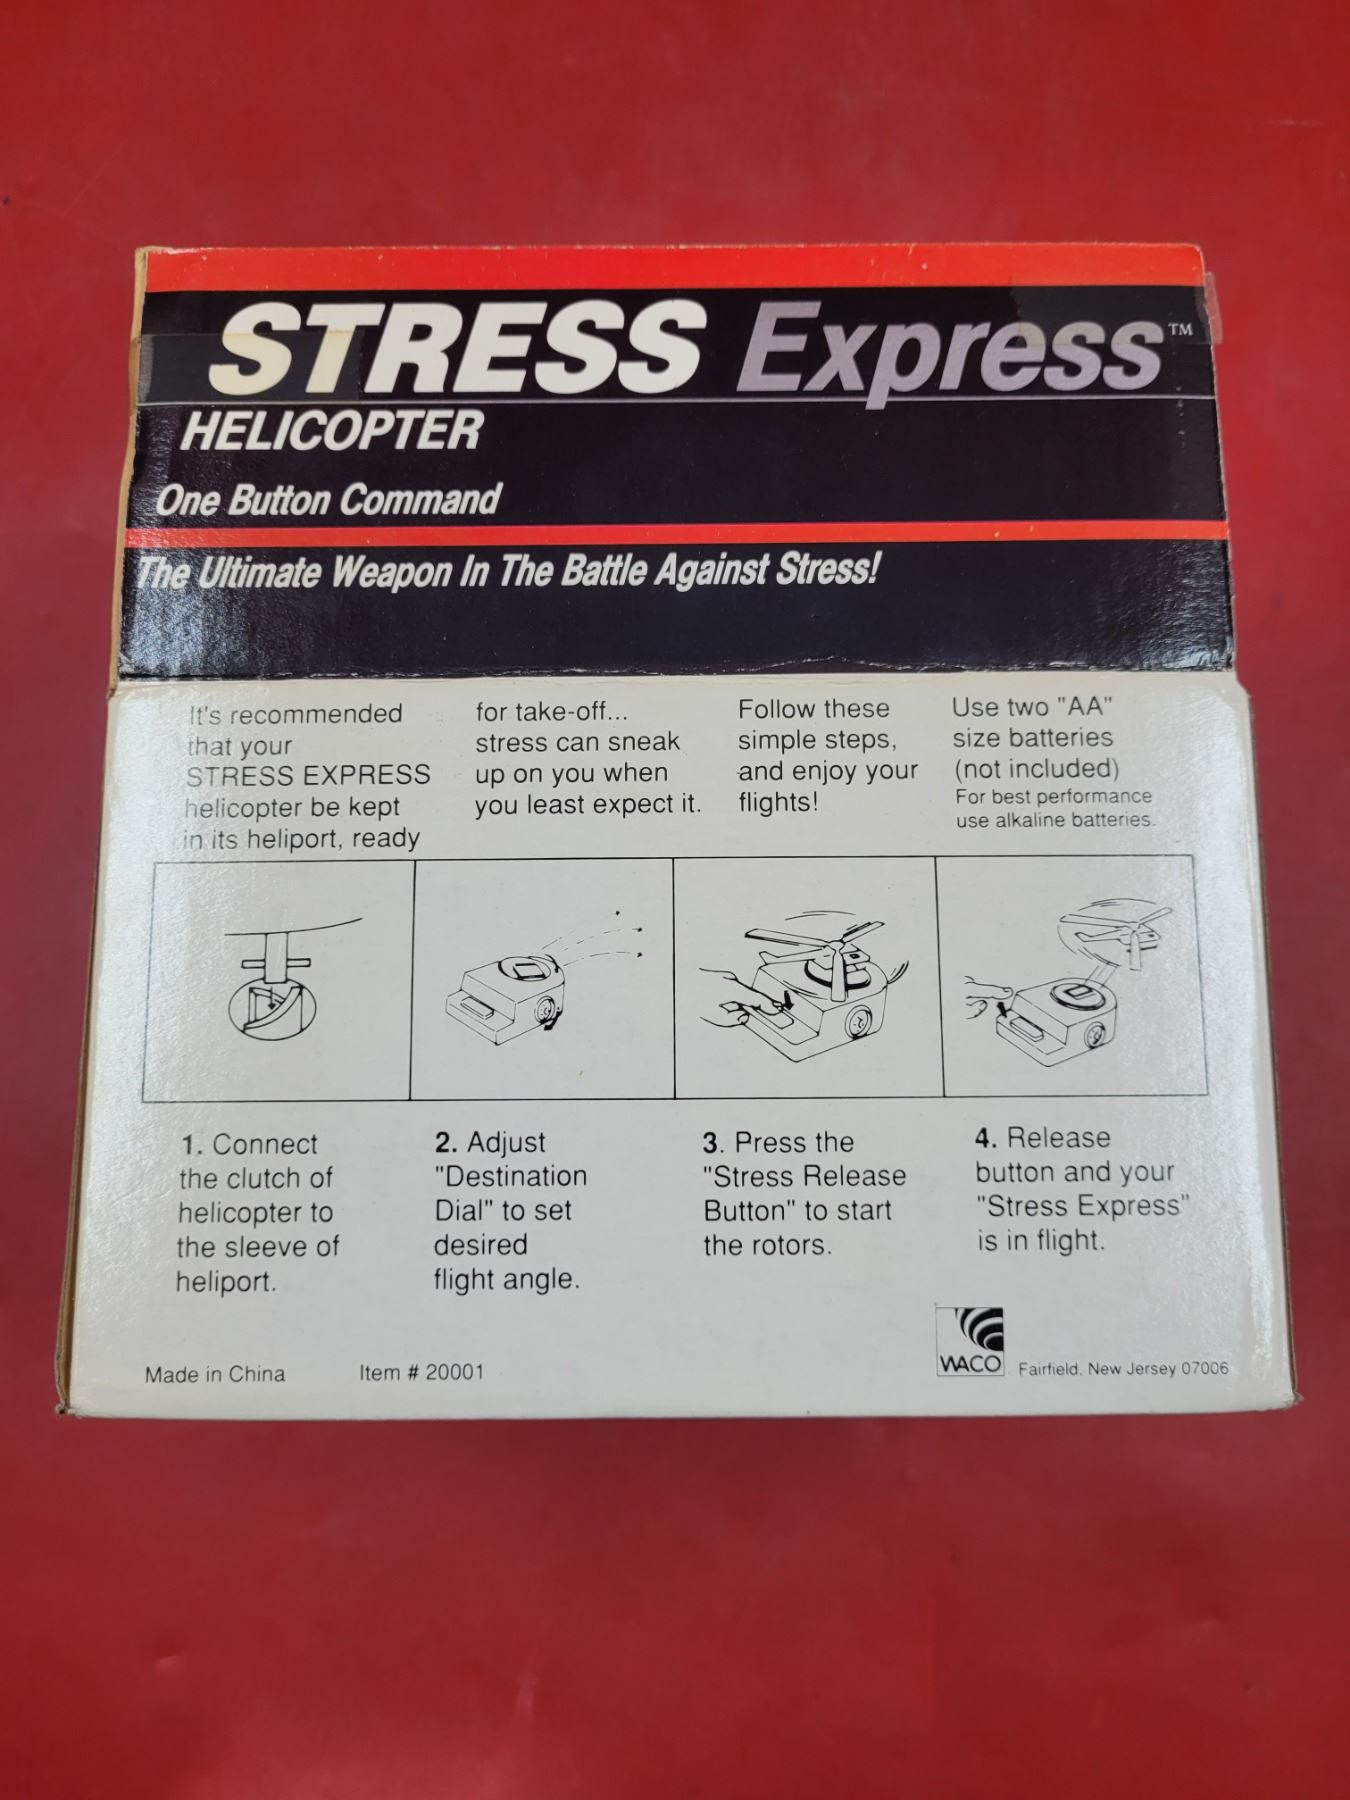 STRESS Express™
HELICOPTER
One Button Command
The Ultimate Weapon In The Battle Against Stress!
It's recommended
that your
STRESS EXPRESS
helicopter be kept
in its heliport, ready
for take-off...
stress can sneak
up on you when
you least expect it.
Follow these
simple steps,
and enjoy your
flights!
Use two "AA"
size batteries
(not included)
For best performance
use alkaline batteries.
1. Connect
the clutch of
helicopter to
the sleeve of
heliport.
2. Adjust
"Destination
Dial" to set
desired
flight angle.
3. Press the
"Stress Release
Button" to start
the rotors.
4. Release
button and your
"Stress Express"
is in flight.
Made in China
Item # 20001
WACO
Fairfield, New Jersey 07006